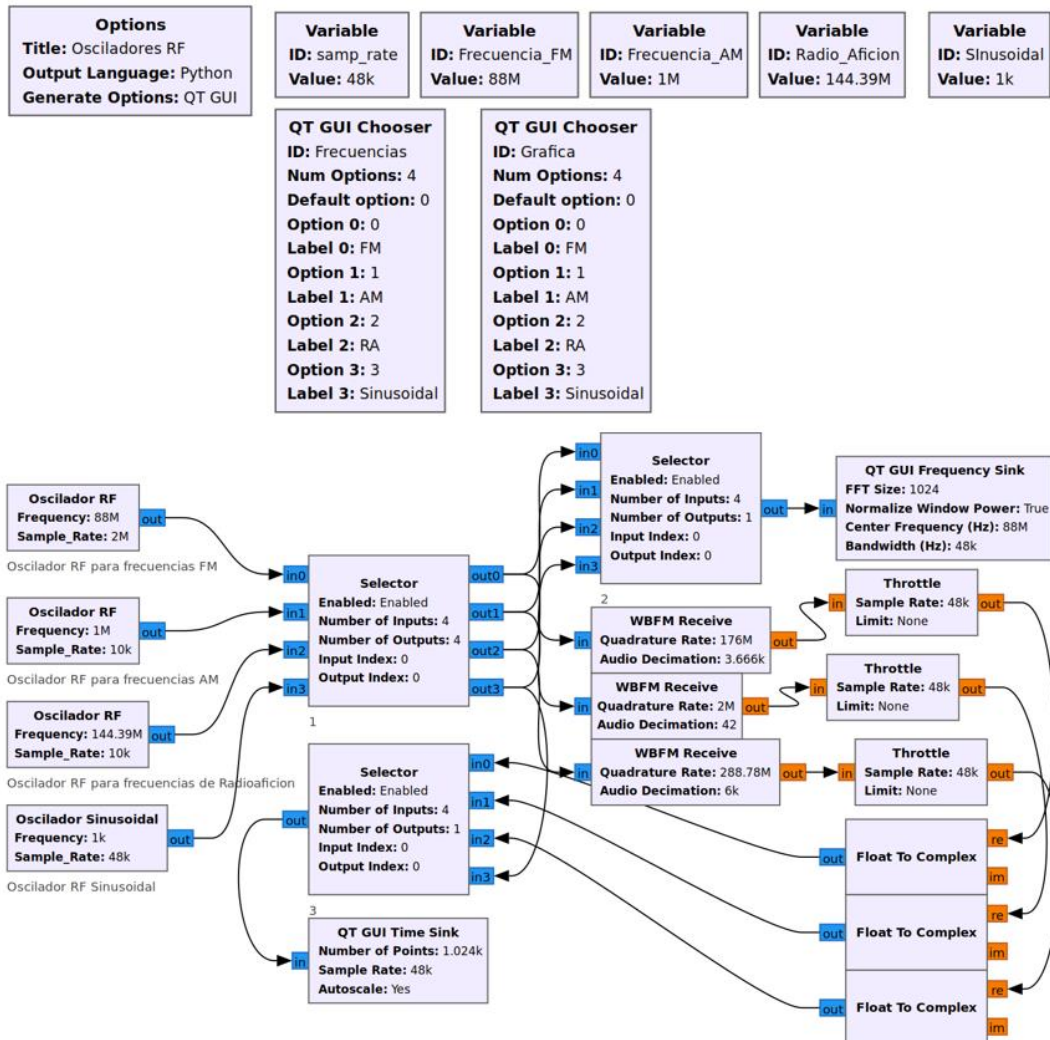 Options
Title: Osciladores RF
Output Language: Python
Generate Options: QT GUI
Variable
ID: samp_rate
Value: 48k
Variable
ID: Frecuencia_FM
Value: 88M
Variable
ID: Frecuencia_AM
Value: 1M
Variable
ID: Radio_Aficion
Value: 144.39M
Variable
ID: SInusoidal
Value: 1k
QT GUI Chooser
ID: Frecuencias
Num Options: 4
Default option: 0
Option 0: 0
Label 0: FM
Option 1: 1
Label 1: AM
Option 2: 2
Label 2: RA
Option 3: 3
Label 3: Sinusoidal
QT GUI Chooser
ID: Grafica
Num Options: 4
Default option: 0
Option 0: 0
Label 0: FM
Option 1: 1
Label 1: AM
Option 2: 2
Label 2: RA
Option 3: 3
Label 3: Sinusoidal
Oscilador RF
Frequency: 88M
Sample_Rate: 2M
out
Oscilador RF para frecuencias FM
Oscilador RF
Frequency: 1M
Sample_Rate: 10k
out
Oscilador RF para frecuencias AM
Oscilador RF
Frequency: 144.39M
Sample_Rate: 10k
out
Oscilador RF para frecuencias de Radioaficion
Oscilador Sinusoidal
Frequency: 1k
Sample_Rate: 48k
out
Oscilador RF Sinusoidal
in0
in1
in2
in3
Selector
Enabled: Enabled
Number of Inputs: 4
Number of Outputs: 4
Input Index: 0
Output Index: 0
out0
out1
out2
out3
1
in0
in1
in2
in3
Selector
Enabled: Enabled
Number of Inputs: 4
Number of Outputs: 1
Input Index: 0
Output Index: 0
out
2
in
QT GUI Frequency Sink
FFT Size: 1024
Normalize Window Power: True
Center Frequency (Hz): 88M
Bandwidth (Hz): 48k
in
WBFM Receive
Quadrature Rate: 176M
Audio Decimation: 3.666k
out
in
Throttle
Sample Rate: 48k
Limit: None
out
in
WBFM Receive
Quadrature Rate: 2M
Audio Decimation: 42
out
in
Throttle
Sample Rate: 48k
Limit: None
out
in
WBFM Receive
Quadrature Rate: 288.78M
Audio Decimation: 6k
out
in
Throttle
Sample Rate: 48k
Limit: None
out
out
Selector
Enabled: Enabled
Number of Inputs: 4
Number of Outputs: 1
Input Index: 0
Output Index: 0
in0
in1
in2
in3
3
in
QT GUI Time Sink
Number of Points: 1.024k
Sample Rate: 48k
Autoscale: Yes
out
Float To Complex
re
im
out
Float To Complex
re
im
out
Float To Complex
re
im